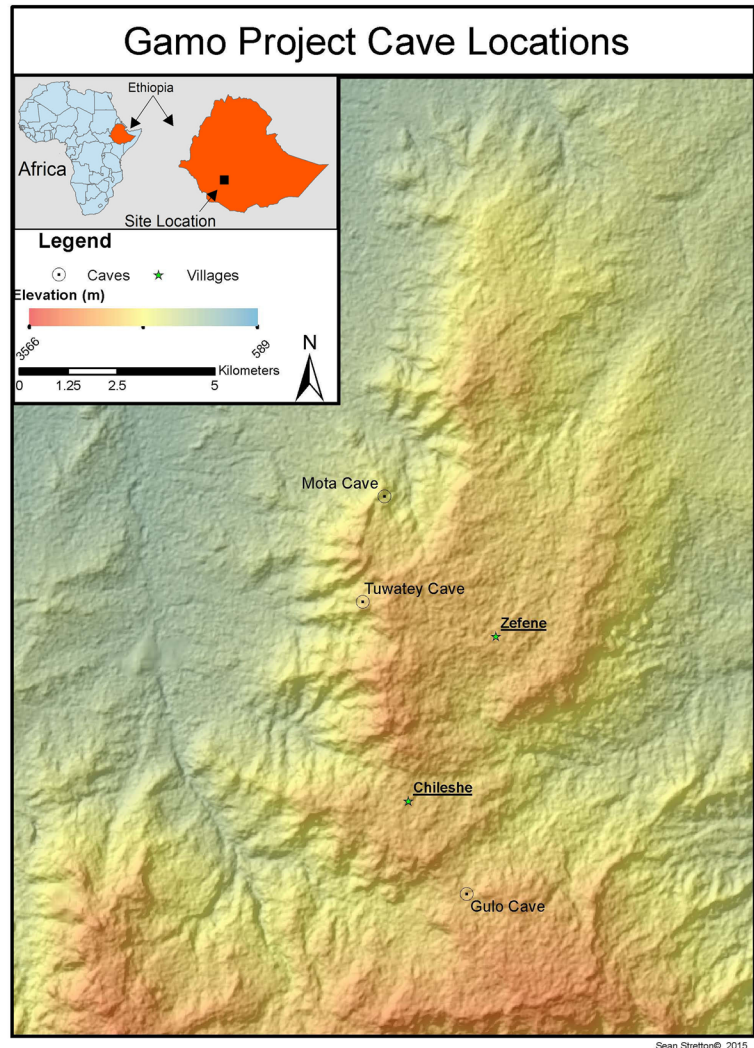 Gamo Project Cave Locations
Ethiopia
Africa
Site Location
Legend
Caves
Villages
Elevation (m)
3566
589
Kilometers
0
1.25
2.5
5
N
Mota Cave
Tuwatey Cave
Zefene
Chileshe
Gulo Cave
Sean Stretton©, 2015